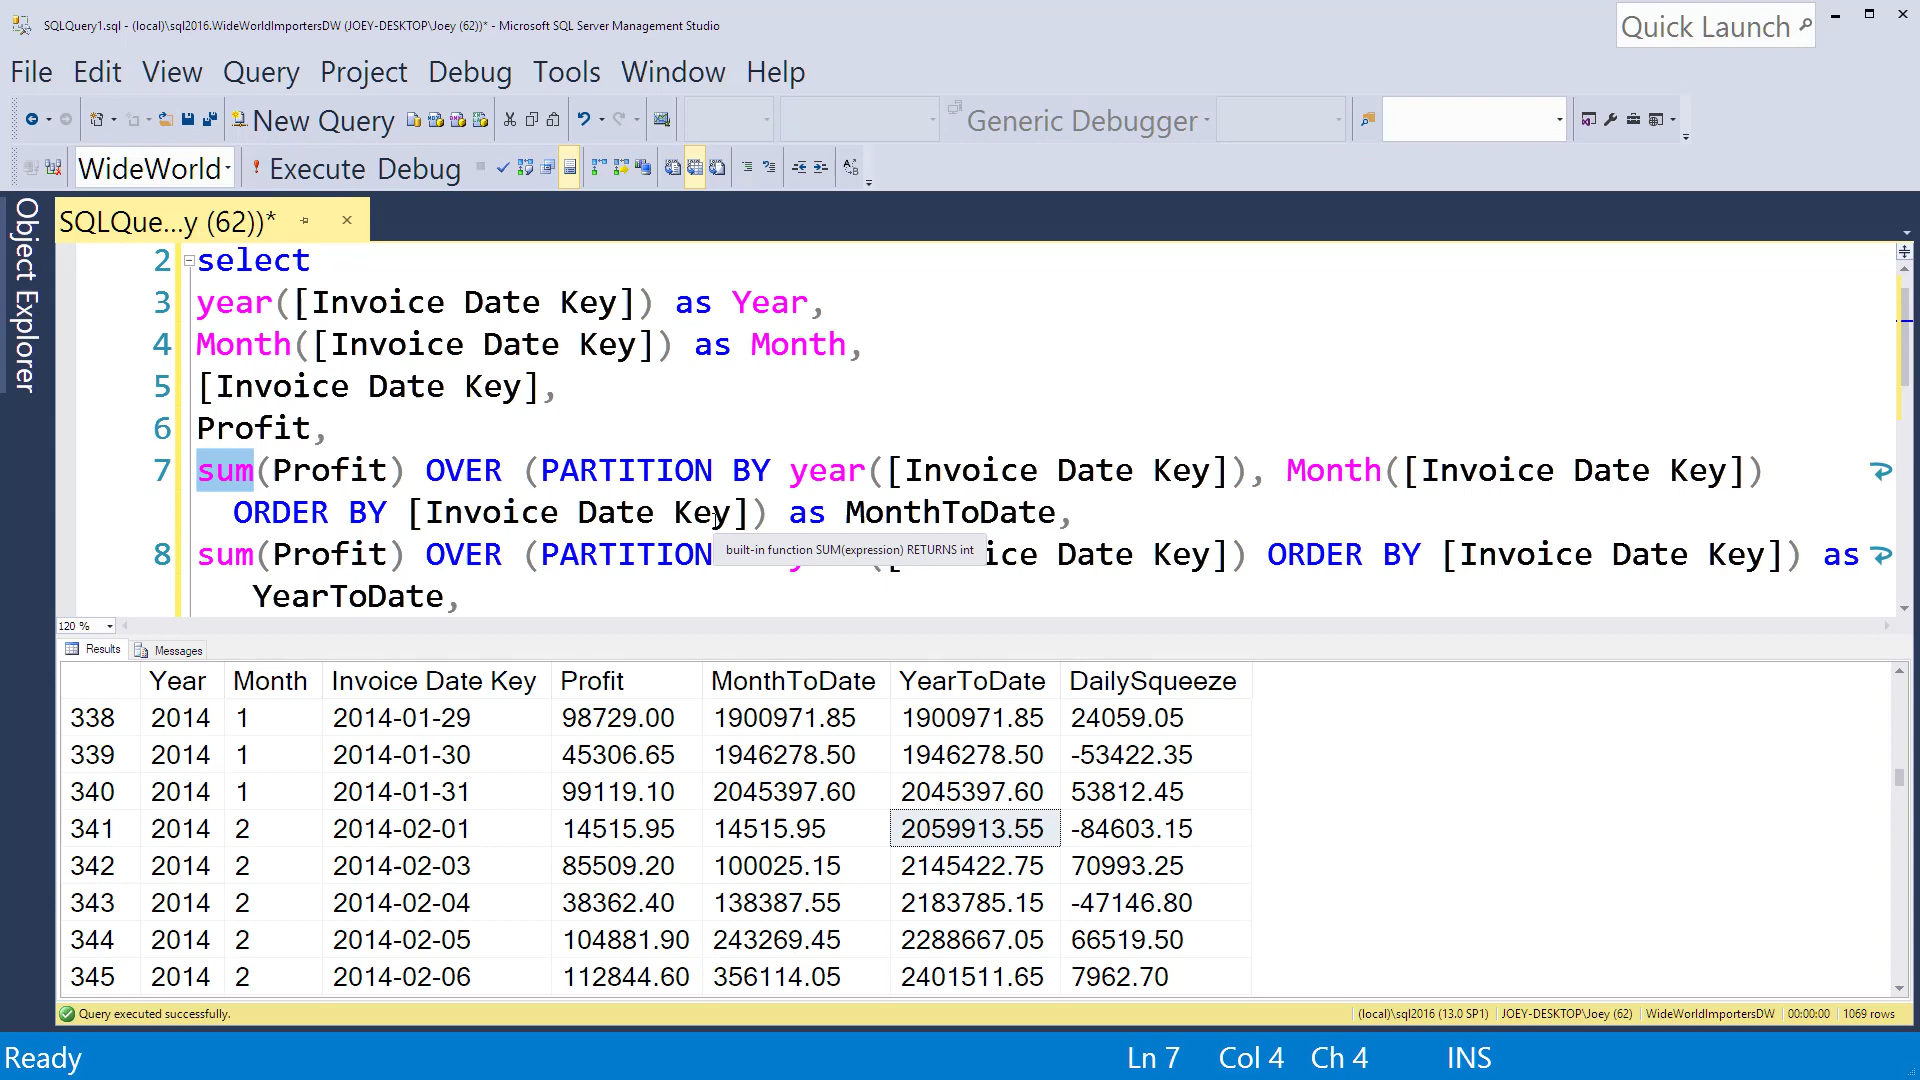 SQLQuery1.sql - (local)\sql2016.WideWorldImportersDW (JOEY-DESKTOP\Joey (62))* - Microsoft SQL Server Management Studio
Quick Launch
File Edit View Query Project Debug Tools Window Help
New Query
Generic Debugger
WideWorld
Execute Debug
Object Explorer
SQLQue...y (62))*
2 select
3 year([Invoice Date Key]) as Year,
4 Month([Invoice Date Key]) as Month,
5 [Invoice Date Key],
6 Profit,
7 sum(Profit) OVER (PARTITION BY year([Invoice Date Key]), Month([Invoice Date Key])
ORDER BY [Invoice Date Key]) as MonthToDate,
built-in function SUM(expression) RETURNS int
8 sum(Profit) OVER (PARTITION ice Date Key]) ORDER BY [Invoice Date Key]) as
YearToDate,
120 %
Results Messages
Year Month Invoice Date Key Profit MonthToDate YearToDate DailySqueeze
338 2014 1 2014-01-29 98729.00 1900971.85 1900971.85 24059.05
339 2014 1 2014-01-30 45306.65 1946278.50 1946278.50 -53422.35
340 2014 1 2014-01-31 99119.10 2045397.60 2045397.60 53812.45
341 2014 2 2014-02-01 14515.95 14515.95 2059913.55 -84603.15
342 2014 2 2014-02-03 85509.20 100025.15 2145422.75 70993.25
343 2014 2 2014-02-04 38362.40 138387.55 2183785.15 -47146.80
344 2014 2 2014-02-05 104881.90 243269.45 2288667.05 66519.50
345 2014 2 2014-02-06 112844.60 356114.05 2401511.65 7962.70
Query executed successfully.
(local)\sql2016 (13.0 SP1) JOEY-DESKTOP\Joey (62) WideWorldImportersDW 00:00:00 1069 rows
Ready
Ln 7 Col 4 Ch 4 INS